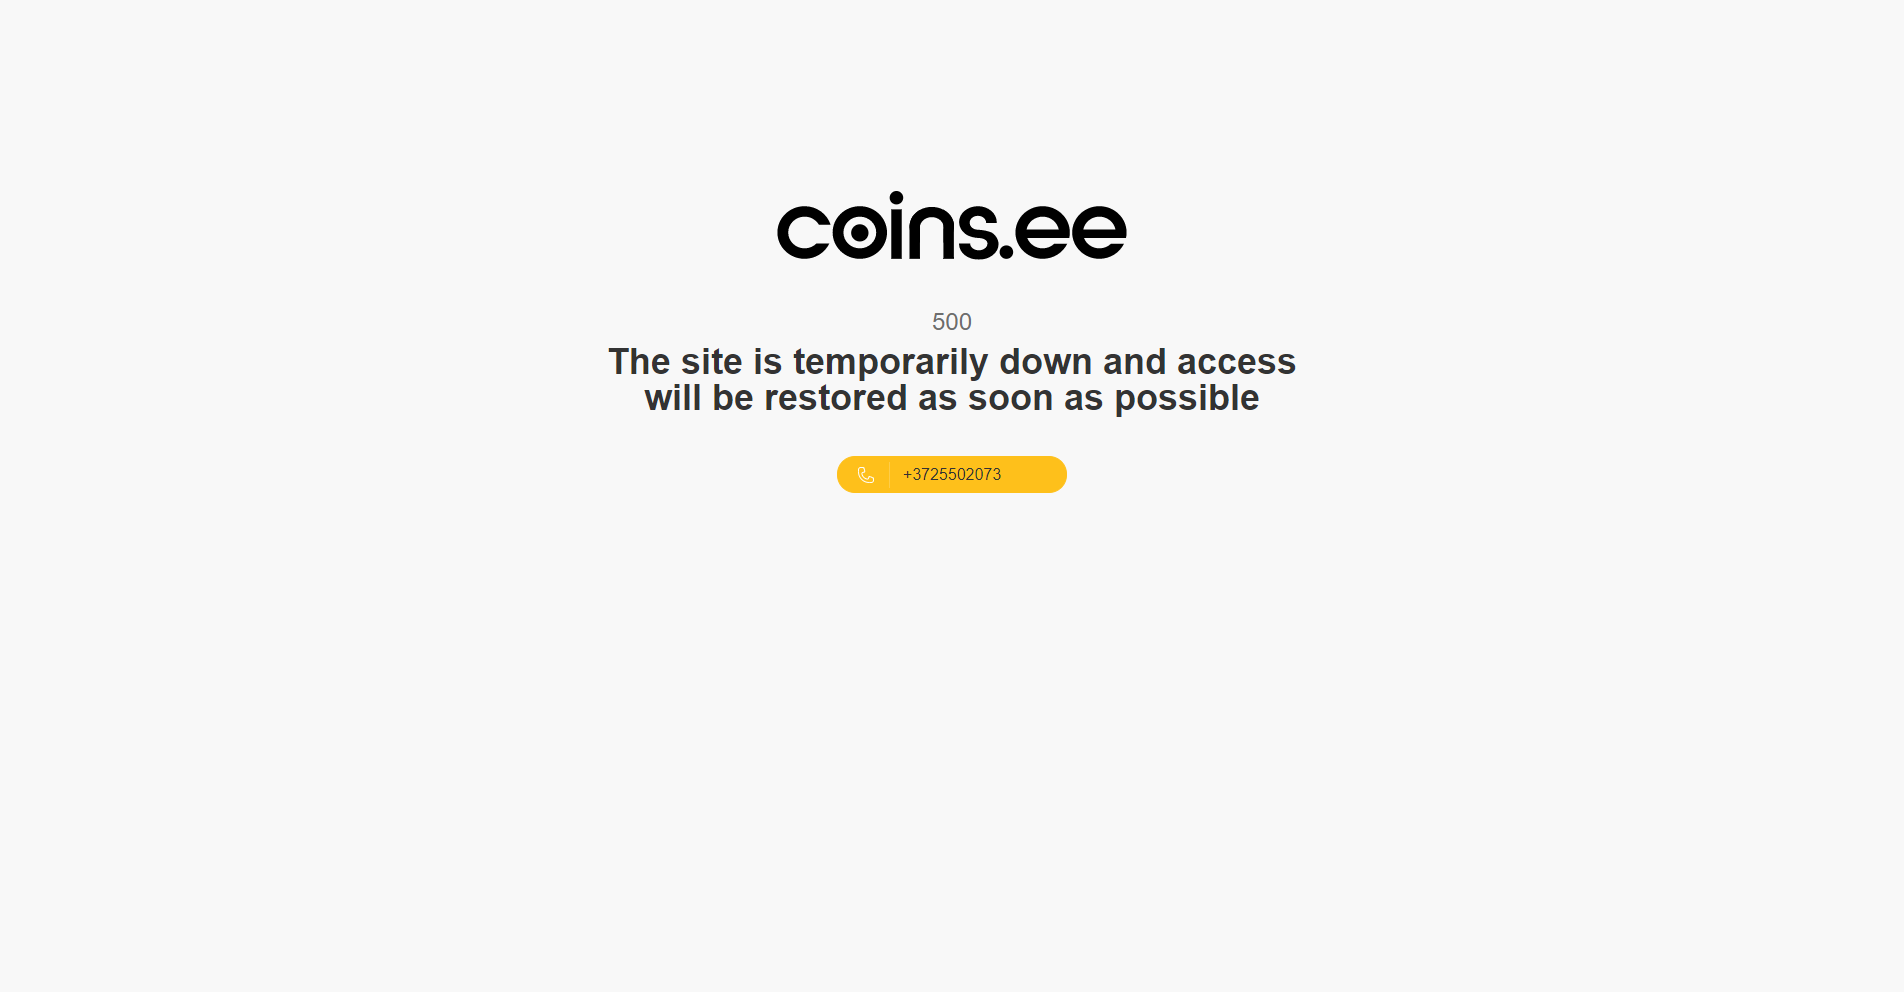 coins.ee
500
The site is temporarily down and access
will be restored as soon as possible
+3725502073